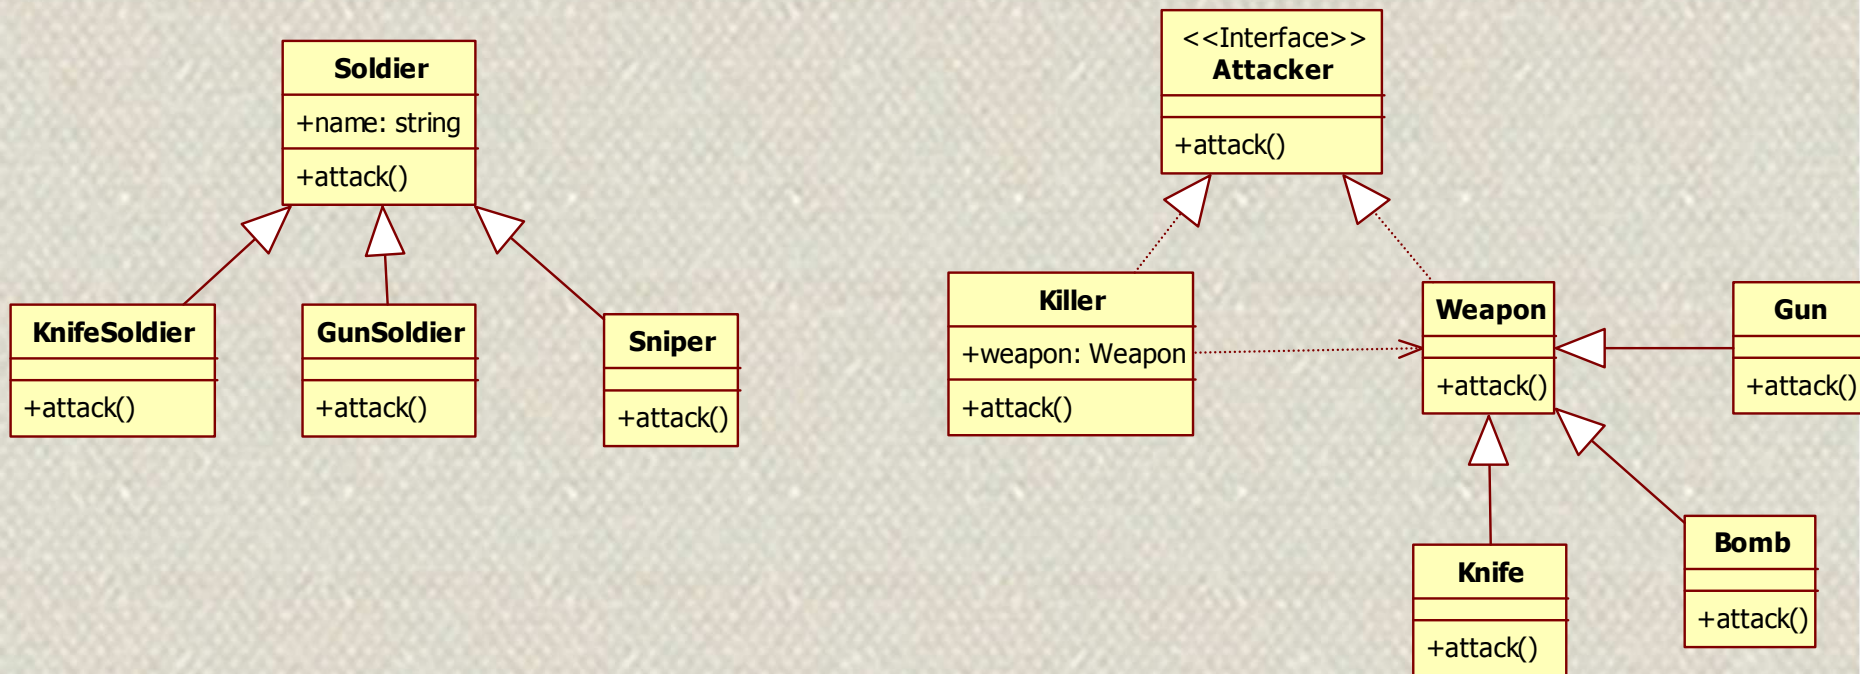 Soldier
+name: string
+attack()
KnifeSoldier
+attack()
GunSoldier
+attack()
Sniper
+attack()
<<Interface>>
Attacker
+attack()
Killer
+weapon: Weapon
+attack()
Weapon
+attack()
Gun
+attack()
Knife
+attack()
Bomb
+attack()